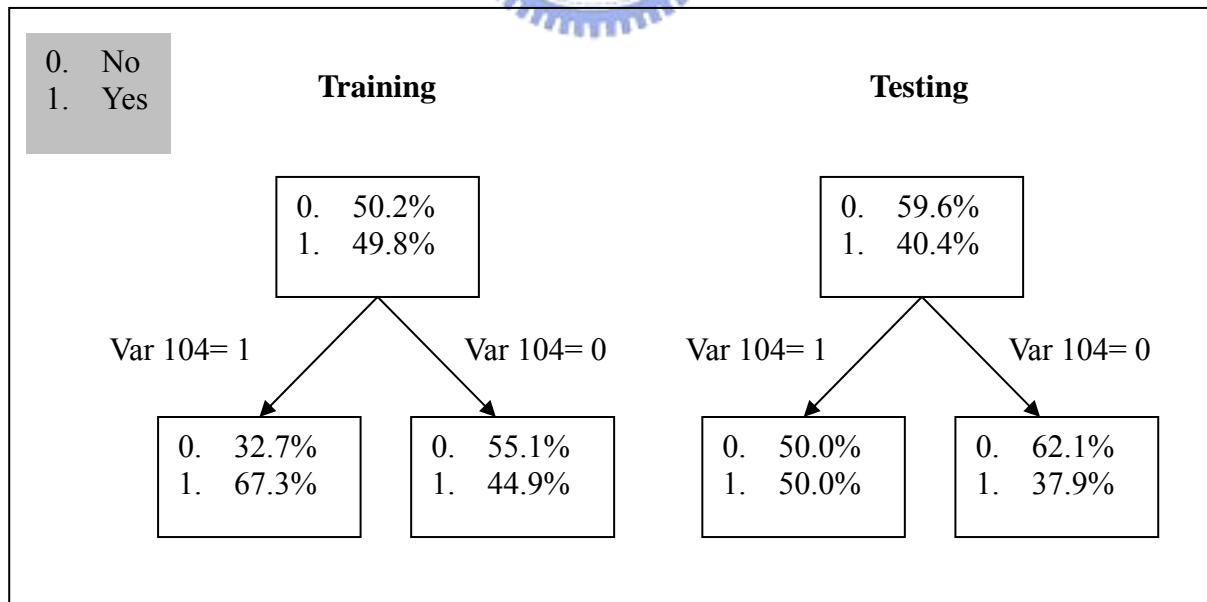 0. No
1. Yes
Training
Testing
0. 50.2%
1. 49.8%
0. 59.6%
1. 40.4%
Var 104= 1
Var 104= 0
Var 104= 1
Var 104= 0
0. 32.7%
1. 67.3%
0. 55.1%
1. 44.9%
0. 50.0%
1. 50.0%
0. 62.1%
1. 37.9%